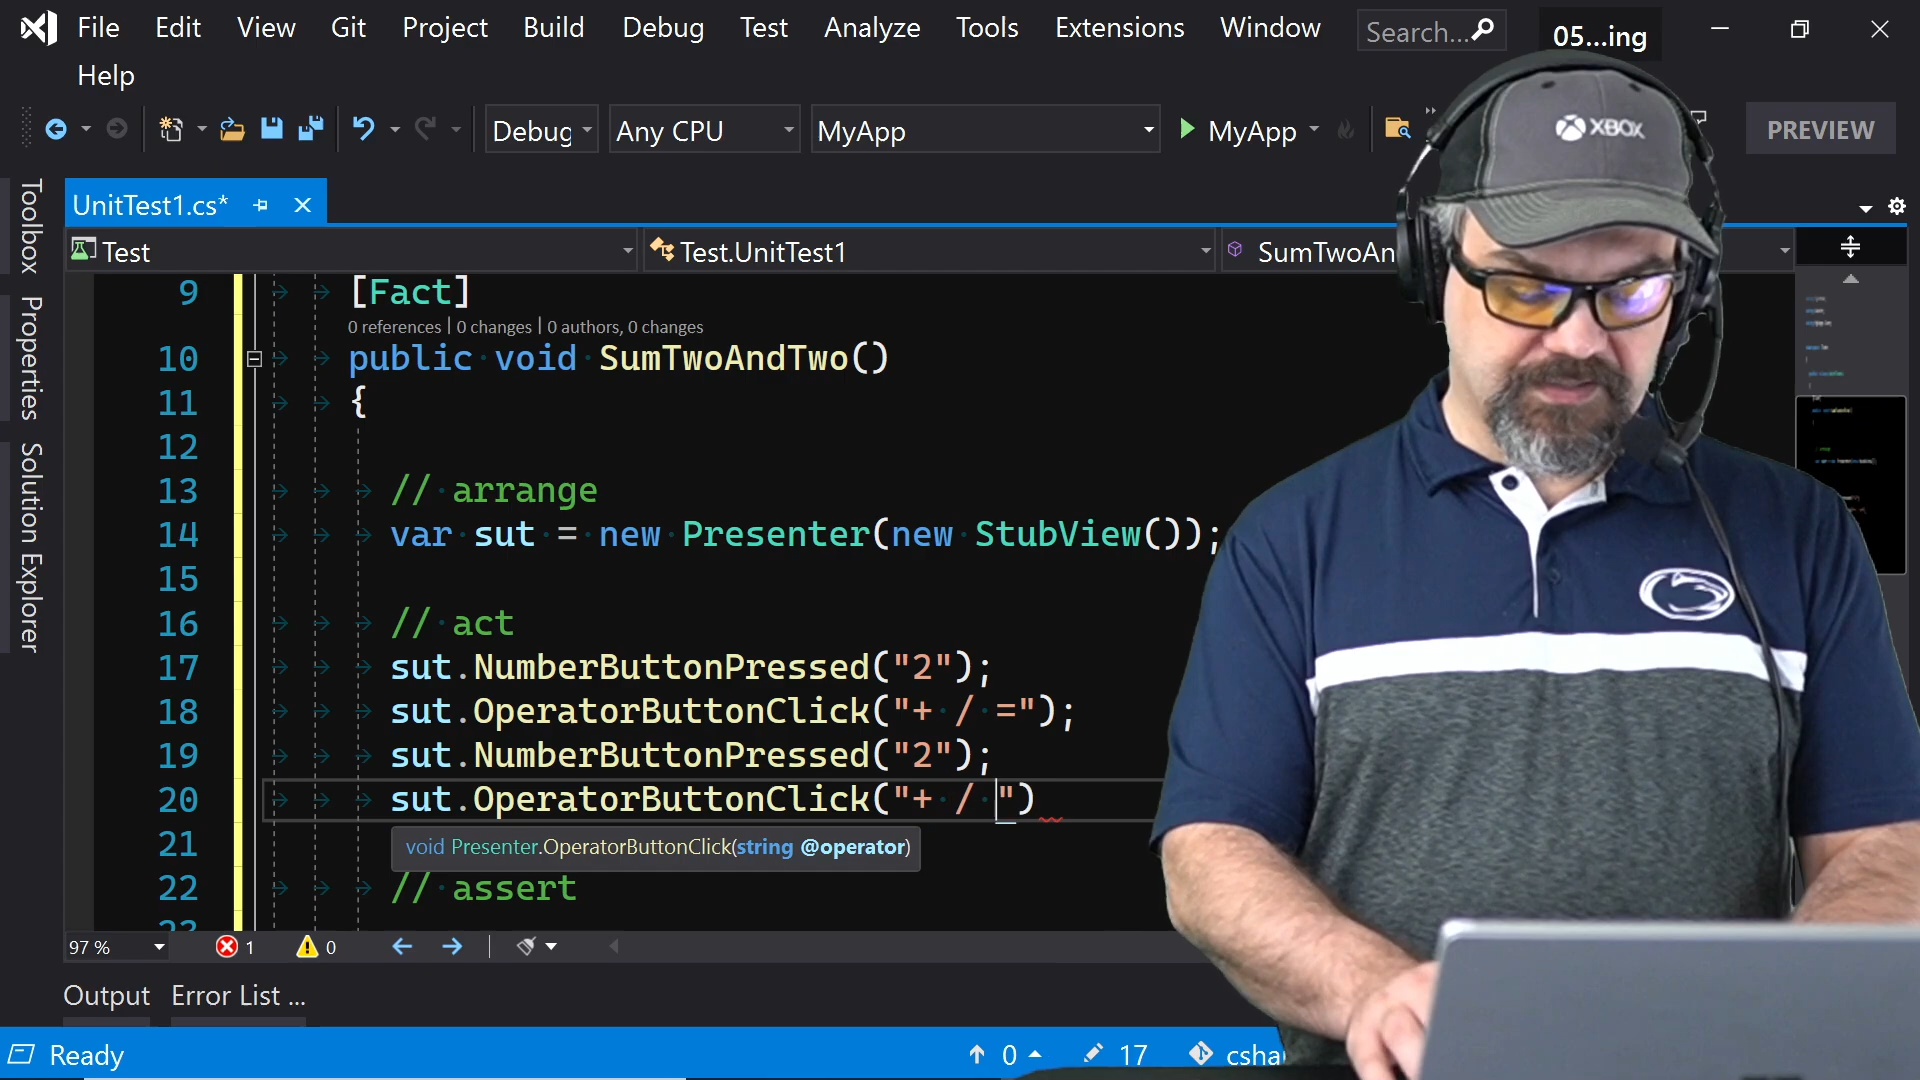 File Edit View Git Project Build Debug Test Analyze Tools Extensions Window Search... 05...ing
Help
Debug Any CPU MyApp MyApp PREVIEW
XBOX
Toolbox
Properties
Solution Explorer
UnitTest1.cs*
Test Test.UnitTest1 SumTwoAn
9 [Fact]
0 references | 0 changes | 0 authors, 0 changes
10 public void SumTwoAndTwo()
11 {
12
13 // arrange
14 var sut = new Presenter(new StubView());
15
16 // act
17 sut.NumberButtonPressed("2");
18 sut.OperatorButtonClick("+ / =");
19 sut.NumberButtonPressed("2");
20 sut.OperatorButtonClick("+ / ")
21 void Presenter.OperatorButtonClick(string @operator)
22 // assert
23
97 % 1 0
Output Error List ...
Ready 0 17 csha